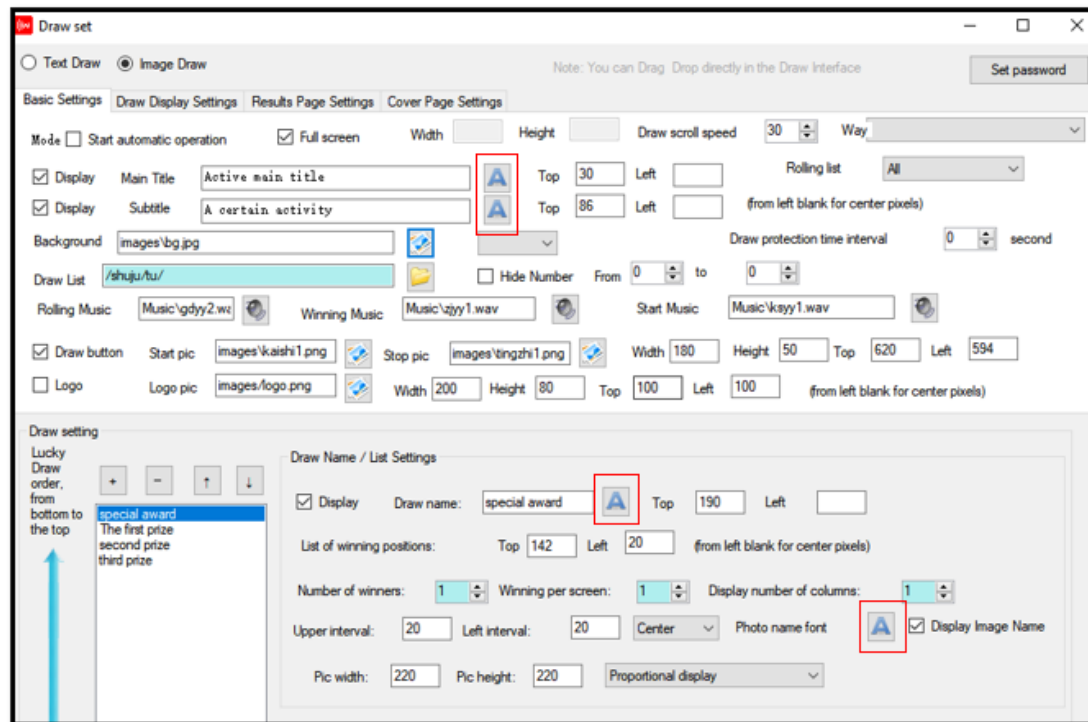 Draw set
Text Draw Image Draw Note: You can Drag Drop directly in the Draw Interface Set password
Basic Settings Draw Display Settings Results Page Settings Cover Page Settings
Mode Start automatic operation Full screen Width Height Draw scroll speed 30 Way
Display Main Title Active main title A Top 30 Left Rolling list All
Display Subtitle A certain activity A Top 86 Left (from left blank for center pixels)
Background images\bg.jpg Draw protection time interval 0 second
Draw List /shuju/tu/ Hide Number From 0 to 0
Rolling Music Music\gdyy2.wa Winning Music Music\zjyy1.wav Start Music Music\ksyy1.wav
Draw button Start pic images\kaishi1.png Stop pic images\tingzhi1.png Width 180 Height 50 Top 620 Left 594
Logo Logo pic images/logo.png Width 200 Height 80 Top 100 Left 100 (from left blank for center pixels)
Draw setting
Lucky
Draw
order,
from
bottom to
the top
+ - ↑ ↓
special award
The first prize
second prize
third prize
Draw Name / List Settings
Display Draw name: special award A Top 190 Left
List of winning positions: Top 142 Left 20 (from left blank for center pixels)
Number of winners: 1 Winning per screen: 1 Display number of columns: 1
Upper interval: 20 Left interval: 20 Center Photo name font A Display Image Name
Pic width: 220 Pic height: 220 Proportional display